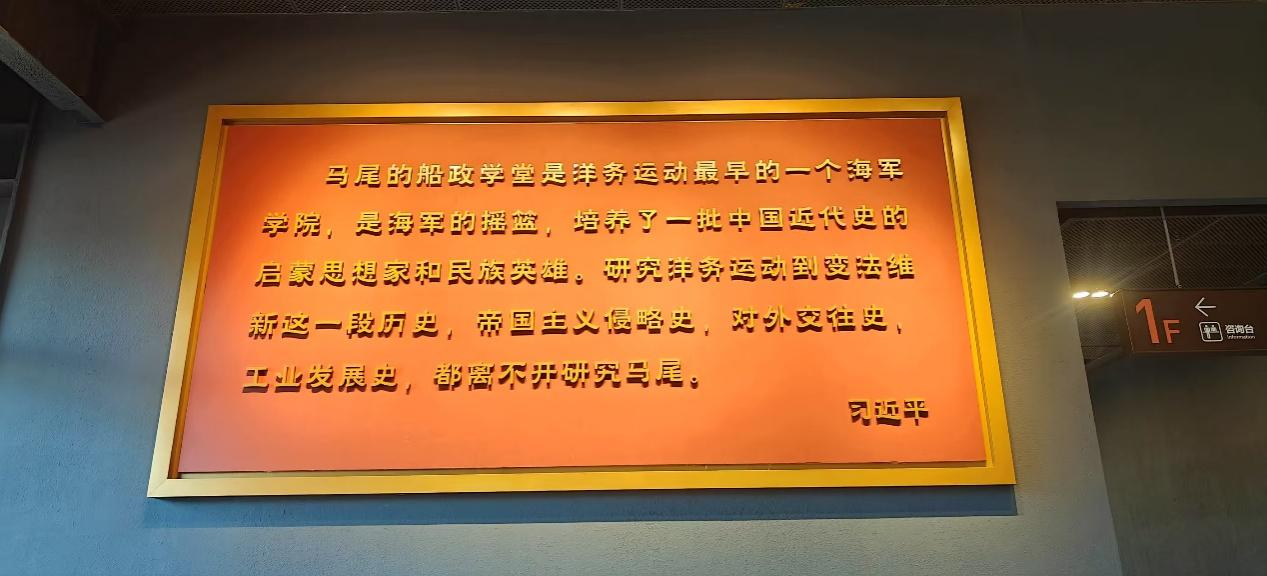 马尾的船政学堂是洋务运动最早的一个海军
学院，是海军的摇篮，培养了一批中国近代史的
启蒙思想家和民族英雄。研究洋务运动到变法维
新这一段历史，帝国主义侵略史，对外交往史，
工业发展史，都离不开研究马尾。
习近平
1F
咨询台
Information